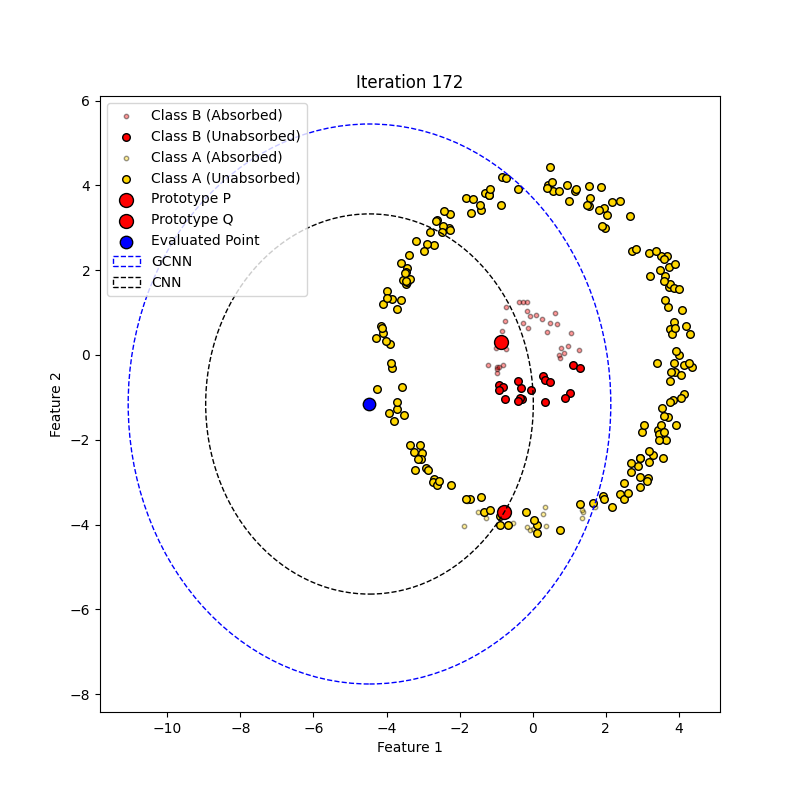 Iteration 172
Class B (Absorbed)
Class B (Unabsorbed)
Class A (Absorbed)
Class A (Unabsorbed)
Prototype P
Prototype Q
Evaluated Point
GCNN
CNN
6
4
2
0
−2
−4
−6
−8
Feature 2
−10 −8 −6 −4 −2 0 2 4
Feature 1